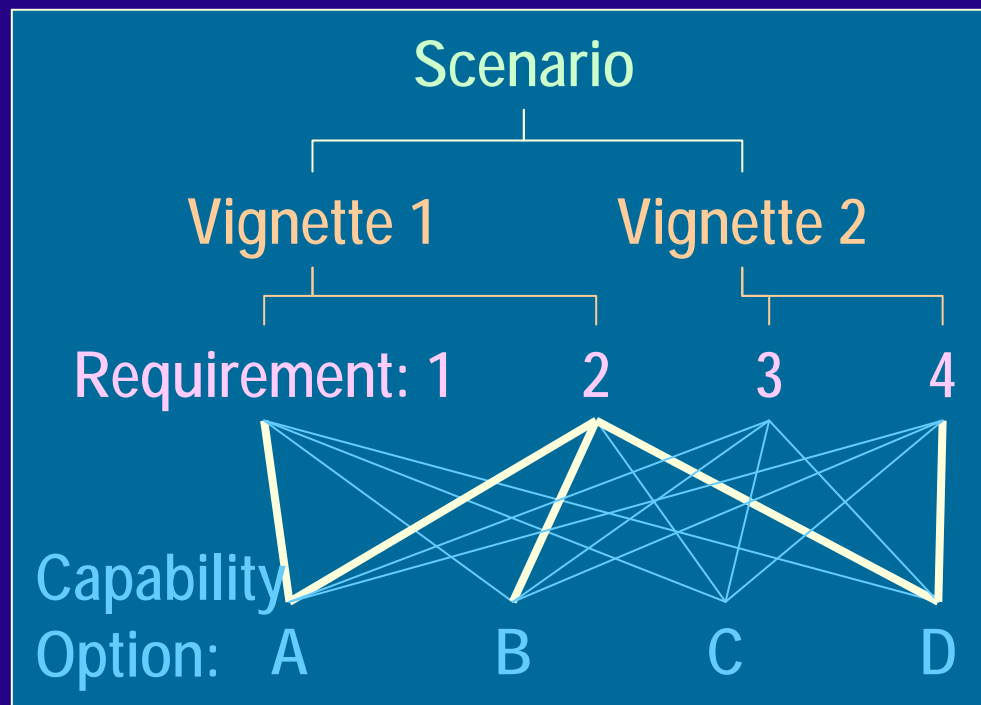 Scenario
Vignette 1 Vignette 2
Requirement: 1 2 3 4
Capability
Option: A B C D